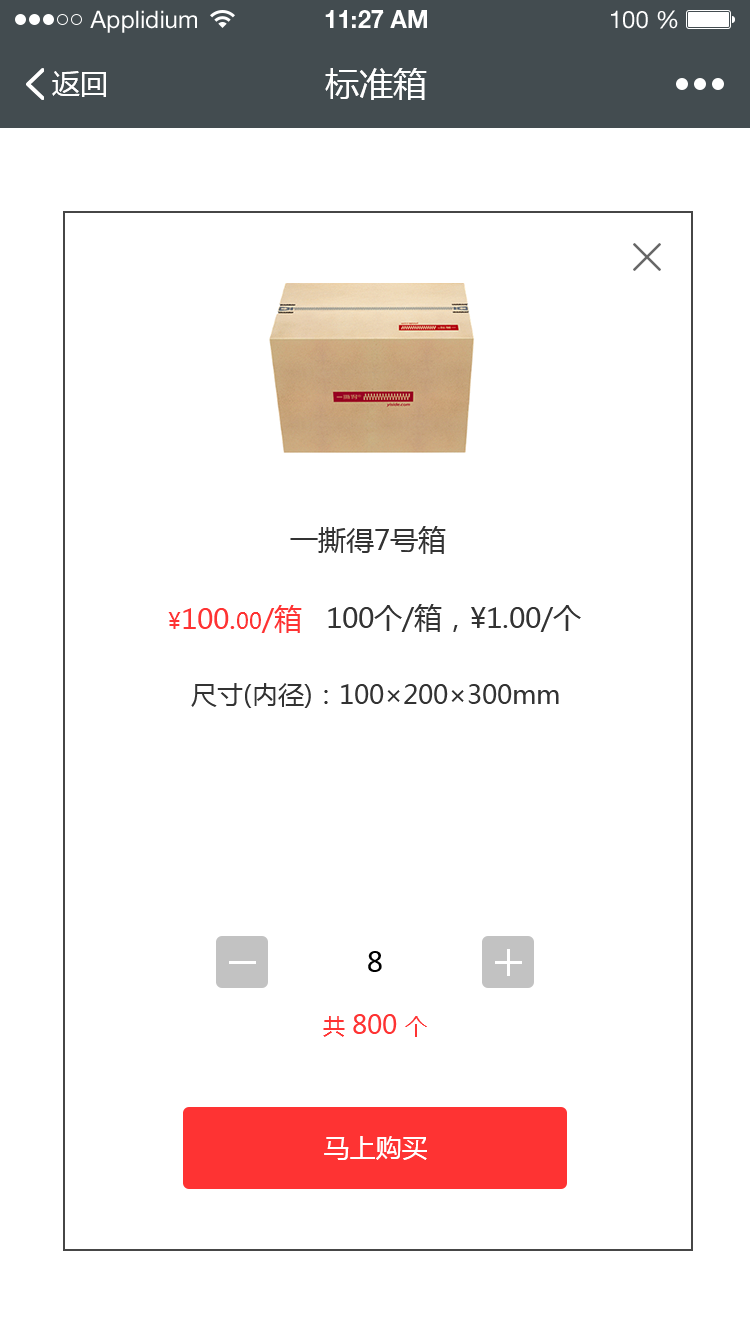 Applidium 11:27 AM 100 %
返回 标准箱
一撕得7号箱
¥100.00/箱 100个/箱，¥1.00/个
尺寸(内径)：100×200×300mm
8
共 800 个
马上购买